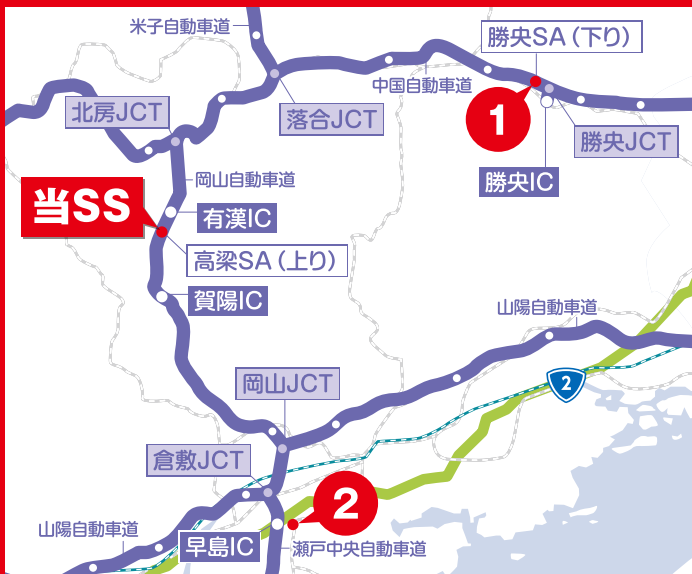 米子自動車道
勝央SA（下り）
中国自動車道
北房JCT
落合JCT
1
勝央JCT
岡山自動車道
勝央IC
当SS
有漢IC
高梁SA（上り）
賀陽IC
山陽自動車道
岡山JCT
2
倉敷JCT
2
山陽自動車道
早島IC
瀬戸中央自動車道